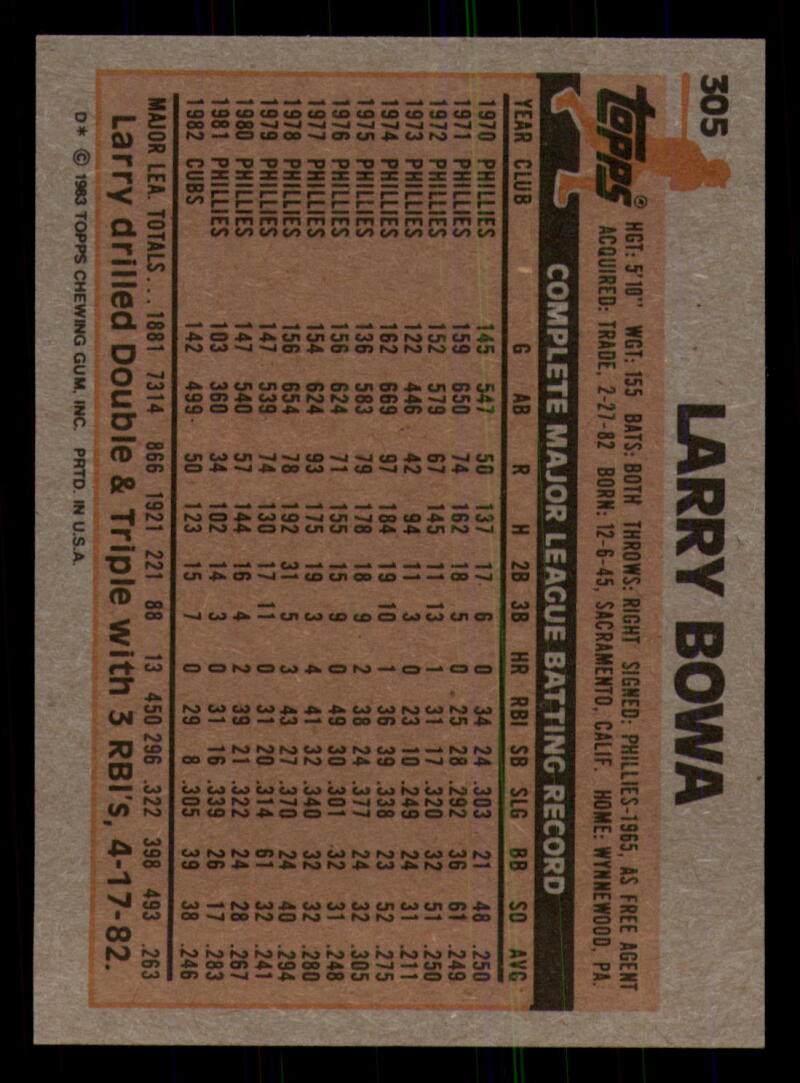 305
LARRY BOWA
Topps®
HGT: 5'10" WGT: 155 BATS: BOTH THROWS: RIGHT SIGNED: PHILLIES-1965, AS FREE AGENT
ACQUIRED: TRADE, 2-27-82 BORN: 12-6-45, SACRAMENTO, CALIF. HOME: WYNNEWOOD, PA.
COMPLETE MAJOR LEAGUE BATTING RECORD
YEAR CLUB G AB R H 2B 3B HR RBI SB SLG BB SO AVG
1970 PHILLIES 145 547 50 137 17 6 0 34 24 .303 21 48 .250
1971 PHILLIES 159 650 74 162 18 5 0 25 28 .292 36 61 .249
1972 PHILLIES 152 579 67 145 11 13 1 31 17 .320 32 51 .250
1973 PHILLIES 122 446 42 94 11 3 0 23 10 .249 24 31 .211
1974 PHILLIES 162 669 97 184 19 10 1 36 39 .338 23 52 .275
1975 PHILLIES 136 583 79 178 18 9 2 38 24 .377 24 32 .305
1976 PHILLIES 156 624 71 155 15 9 0 49 30 .301 32 31 .248
1977 PHILLIES 154 624 93 175 19 3 4 41 32 .340 32 32 .280
1978 PHILLIES 156 654 78 192 31 5 3 43 27 .370 24 40 .294
1979 PHILLIES 147 539 74 130 17 11 0 31 20 .314 61 32 .241
1980 PHILLIES 147 540 57 144 16 4 2 39 21 .322 24 28 .267
1981 PHILLIES 103 360 34 102 14 3 0 31 16 .339 26 17 .283
1982 CUBS 142 499 50 123 15 7 0 29 8 .305 39 38 .246
MAJOR LEA. TOTALS... 1881 7314 866 1921 221 88 13 450 296 .322 398 493 .263
Larry drilled Double & Triple with 3 RBI's, 4-17-82.
D* © 1983 TOPPS CHEWING GUM, INC. PRTD. IN U.S.A.